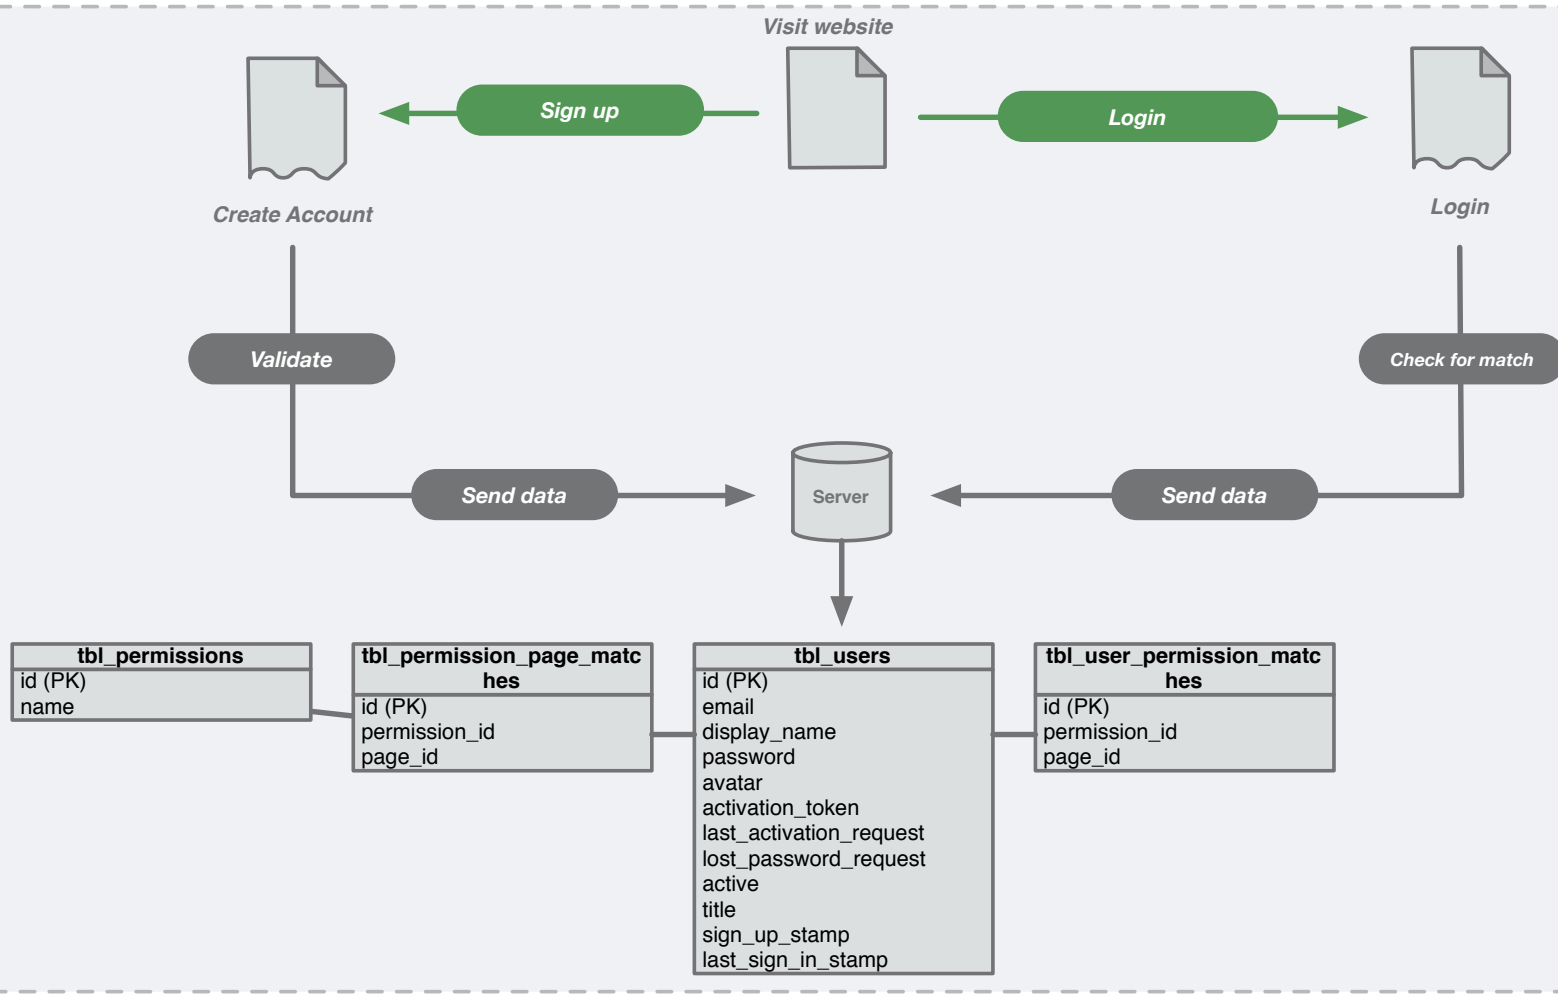 Visit website
Sign up
Login
Create Account
Login
Validate
Check for match
Send data
Server
Send data
tbl_permissions
id (PK)
name
tbl_permission_page_matc
hes
id (PK)
permission_id
page_id
tbl_users
id (PK)
email
display_name
password
avatar
activation_token
last_activation_request
lost_password_request
active
title
sign_up_stamp
last_sign_in_stamp
tbl_user_permission_matc
hes
id (PK)
permission_id
page_id